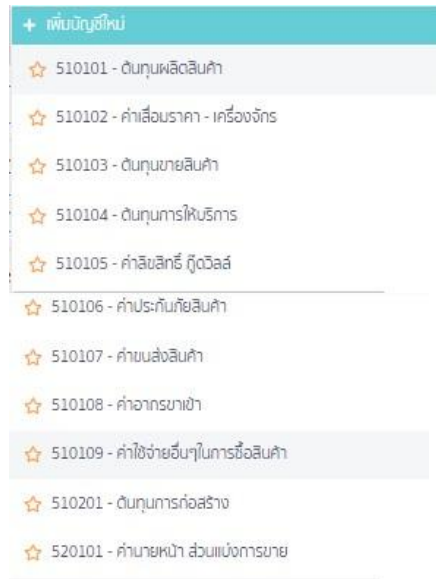 + เพิ่มบัญชีใหม่
510101 - ต้นทุนผลิตสินค้า
510102 - ค่าเสื่อมราคา - เครื่องจักร
510103 - ต้นทุนขายสินค้า
510104 - ต้นทุนการให้บริการ
510105 - ค่าลิขสิทธิ์ กู๊ดวิลล์
510106 - ค่าประกันภัยสินค้า
510107 - ค่าขนส่งสินค้า
510108 - ค่าอากรขาเข้า
510109 - ค่าใช้จ่ายอื่นๆในการซื้อสินค้า
510201 - ต้นทุนการก่อสร้าง
520101 - ค่านายหน้า ส่วนแบ่งการขาย